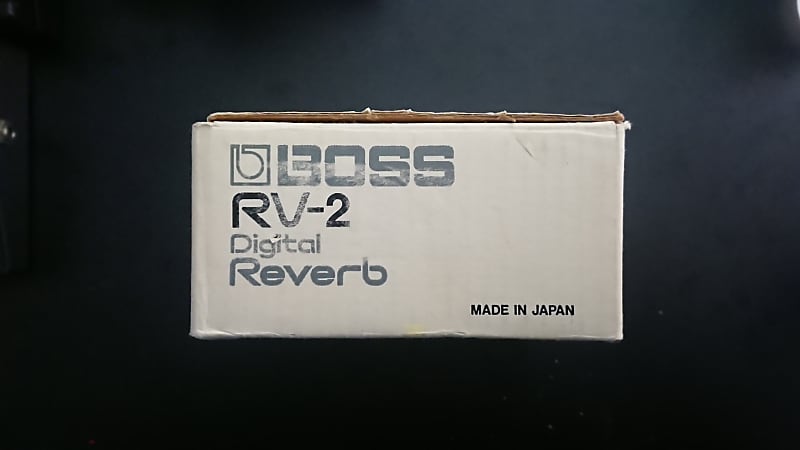 BOSS
RV-2
Digital
Reverb
MADE IN JAPAN